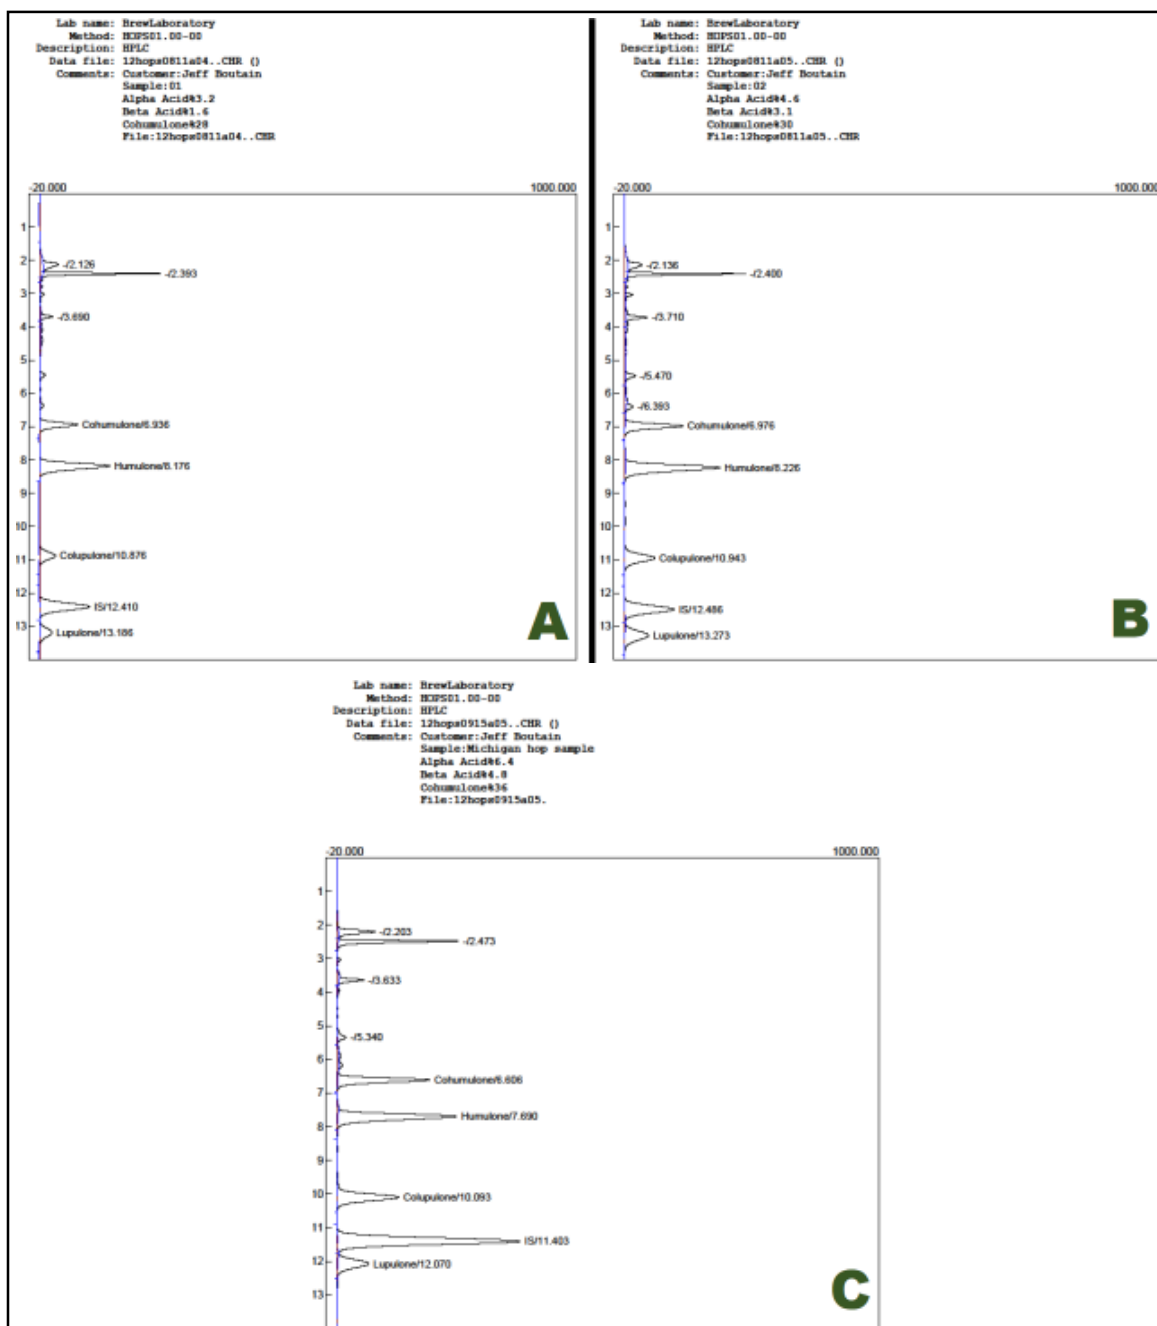 Lab name: BrewLaboratory
Method: HOPS01.00-00
Description: HPLC
Data file: 12hops0811a04..CHR ()
Comments: Customer:Jeff Boutain
Sample:01
Alpha Acid%3.2
Beta Acid%1.6
Cohumulone%28
File:12hops0811a04..CHR
-20.000 1000.000
1
2
3
4
5
6
7
8
9
10
11
12
13
-/2.126
-/2.393
-/3.690
Cohumulone/6.936
Humulone/8.176
Colupulone/10.876
IS/12.410
Lupulone/13.186
A
Lab name: BrewLaboratory
Method: HOPS01.00-00
Description: HPLC
Data file: 12hops0811a05..CHR ()
Comments: Customer:Jeff Boutain
Sample:02
Alpha Acid%4.6
Beta Acid%3.1
Cohumulone%30
File:12hops0811a05..CHR
-20.000 1000.000
1
2
3
4
5
6
7
8
9
10
11
12
13
-/2.136
-/2.400
-/3.710
-/5.470
-/6.393
Cohumulone/6.976
Humulone/8.226
Colupulone/10.943
IS/12.486
Lupulone/13.273
B
Lab name: BrewLaboratory
Method: HOPS01.00-00
Description: HPLC
Data file: 12hops0915a05..CHR ()
Comments: Customer:Jeff Boutain
Sample:Michigan hop sample
Alpha Acid%6.4
Beta Acid%4.8
Cohumulone%36
File:12hops0915a05.
-20.000 1000.000
1
2
3
4
5
6
7
8
9
10
11
12
13
-/2.203
-/2.473
-/3.633
-/5.340
Cohumulone/6.606
Humulone/7.690
Colupulone/10.093
IS/11.403
Lupulone/12.070
C